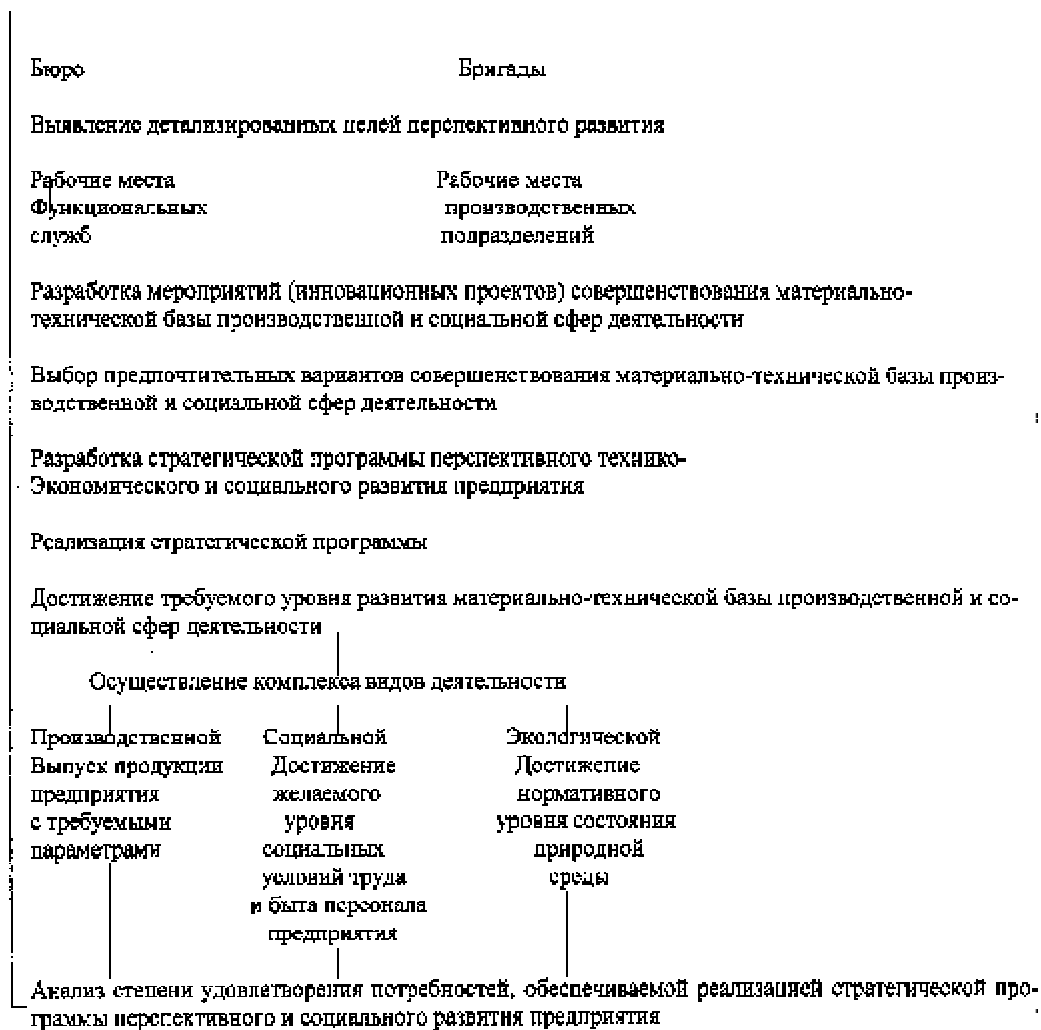 Бюро Бригады
Выявление детализированных целей перспективного развития
Рабочие места Рабочие места
Функциональных производственных
служб подразделений
Разработка мероприятий (инновационных проектов) совершенствования материально-
технической базы производственной и социальной сфер деятельности
Выбор предпочтительных вариантов совершенствования материально-технической базы произ-
водственной и социальной сфер деятельности
Разработка стратегической программы перспективного технико-
Экономического и социального развития предприятия
Реализация стратегической программы
Достижение требуемого уровня развития материально-технической базы производственной и со-
циальной сфер деятельности
Осуществление комплекса видов деятельности
Производственной Социальной Экологической
Выпуск продукции Достижение Достижение
предприятия желаемого нормативного
с требуемыми уровня уровня состояния
параметрами социальных природной
условий труда среды
и быта персонала
предприятия
Анализ степени удовлетворения потребностей, обеспечиваемой реализацией стратегической про-
граммы перспективного и социального развития предприятия